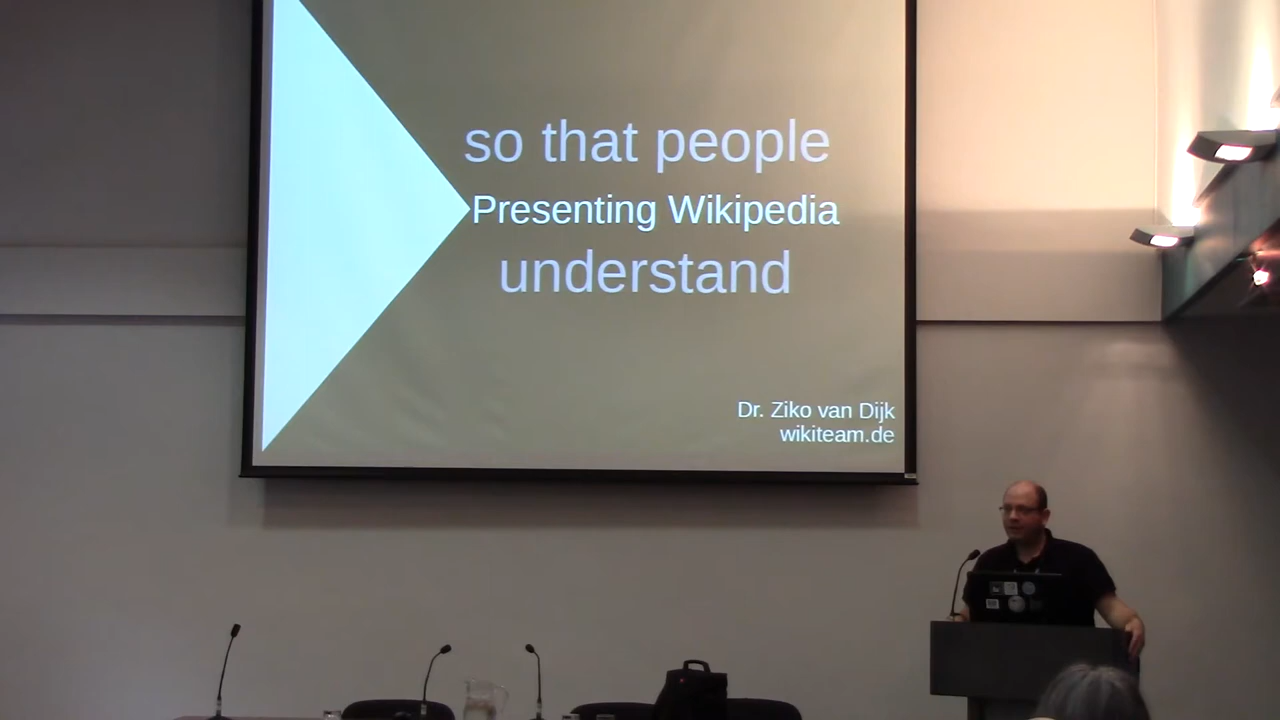 so that people
Presenting Wikipedia
understand
Dr. Ziko van Dijk
wikiteam.de